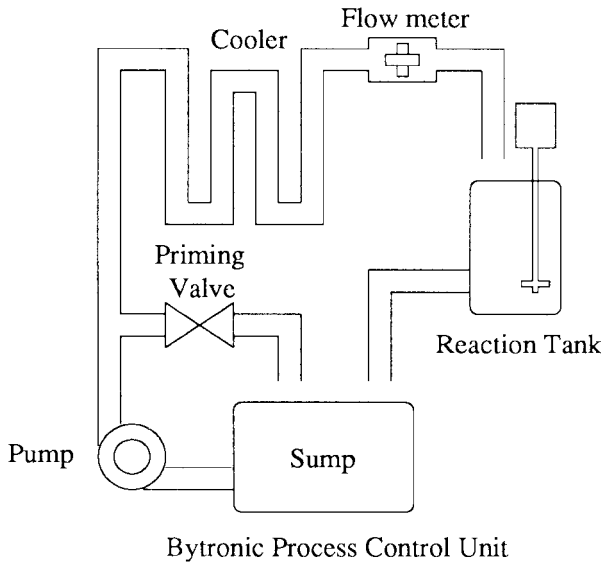 Flow meter
Cooler
Priming
Valve
Reaction Tank
Pump
Sump
Bytronic Process Control Unit